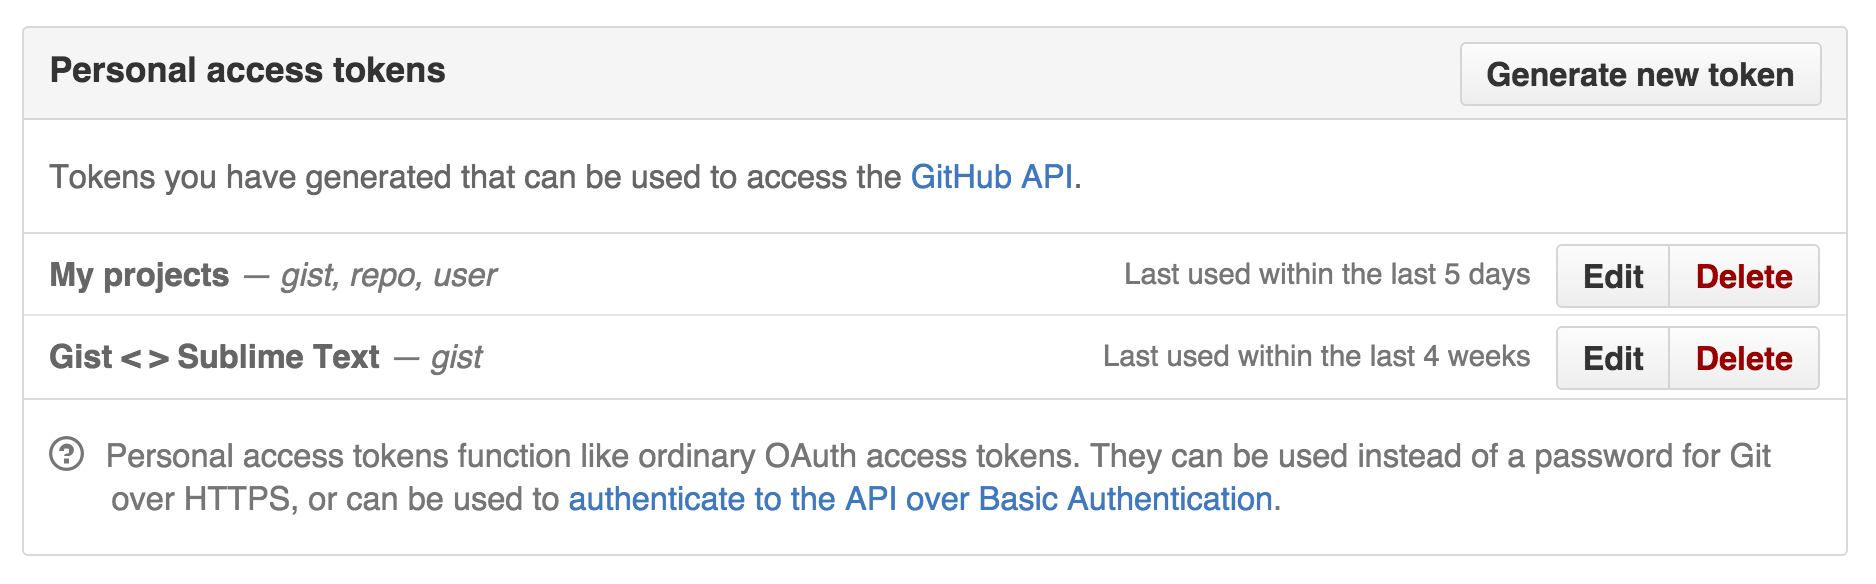 Personal access tokens
Generate new token
Tokens you have generated that can be used to access the GitHub API.
My projects — gist, repo, user
Last used within the last 5 days
Edit
Delete
Gist <> Sublime Text — gist
Last used within the last 4 weeks
Edit
Delete
Personal access tokens function like ordinary OAuth access tokens. They can be used instead of a password for Git
over HTTPS, or can be used to authenticate to the API over Basic Authentication.